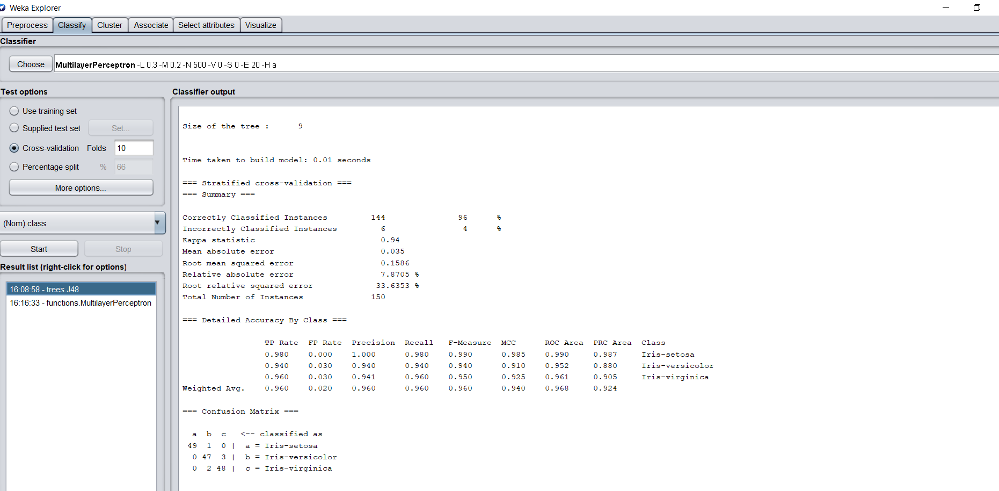 Weka Explorer
Preprocess Classify Cluster Associate Select attributes Visualize
Classifier
Choose MultilayerPerceptron -L 0.3 -M 0.2 -N 500 -V 0 -S 0 -E 20 -H a
Test options
Use training set
Supplied test set Set...
Cross-validation Folds 10
Percentage split % 66
More options...
(Nom) class
Start Stop
Result list (right-click for options)
16:08:58 - trees.J48
16:16:33 - functions.MultilayerPerceptron
Classifier output
Size of the tree : 9
Time taken to build model: 0.01 seconds
=== Stratified cross-validation ===
=== Summary ===
Correctly Classified Instances 144 96 %
Incorrectly Classified Instances 6 4 %
Kappa statistic 0.94
Mean absolute error 0.035
Root mean squared error 0.1586
Relative absolute error 7.8705 %
Root relative squared error 33.6353 %
Total Number of Instances 150
=== Detailed Accuracy By Class ===
TP Rate FP Rate Precision Recall F-Measure MCC ROC Area PRC Area Class
0.980 0.000 1.000 0.980 0.990 0.985 0.990 0.987 Iris-setosa
0.940 0.030 0.940 0.940 0.940 0.910 0.952 0.880 Iris-versicolor
0.960 0.030 0.941 0.960 0.950 0.925 0.961 0.905 Iris-virginica
Weighted Avg. 0.960 0.020 0.960 0.960 0.960 0.940 0.968 0.924
=== Confusion Matrix ===
a b c <-- classified as
49 1 0 | a = Iris-setosa
0 47 3 | b = Iris-versicolor
0 2 48 | c = Iris-virginica